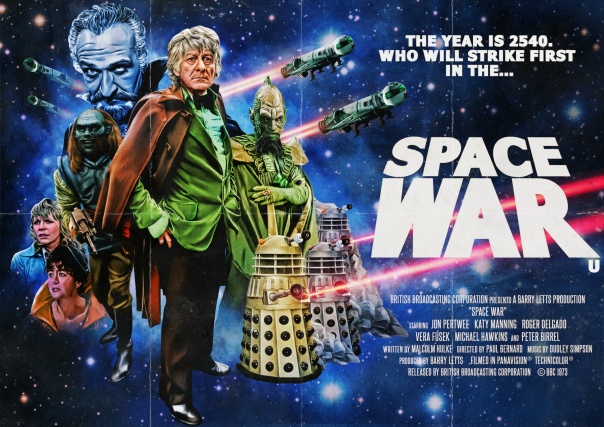 THE YEAR IS 2540.
WHO WILL STRIKE FIRST
IN THE...
SPACE
WAR
U
BRITISH BROADCASTING CORPORATION PRESENTS A BARRY LETTS PRODUCTION
"SPACE WAR"
STARRING JON PERTWEE KATY MANNING ROGER DELGADO
VERA FUSEK MICHAEL HAWKINS AND PETER BIRREL
WRITTEN BY MALCOLM HULKE DIRECTED BY PAUL BERNARD MUSIC BY DUDLEY SIMPSON
PRODUCED BY BARRY LETTS FILMED IN PANAVISION® TECHNICOLOR®
RELEASED BY BRITISH BROADCASTING CORPORATION © BBC 1973